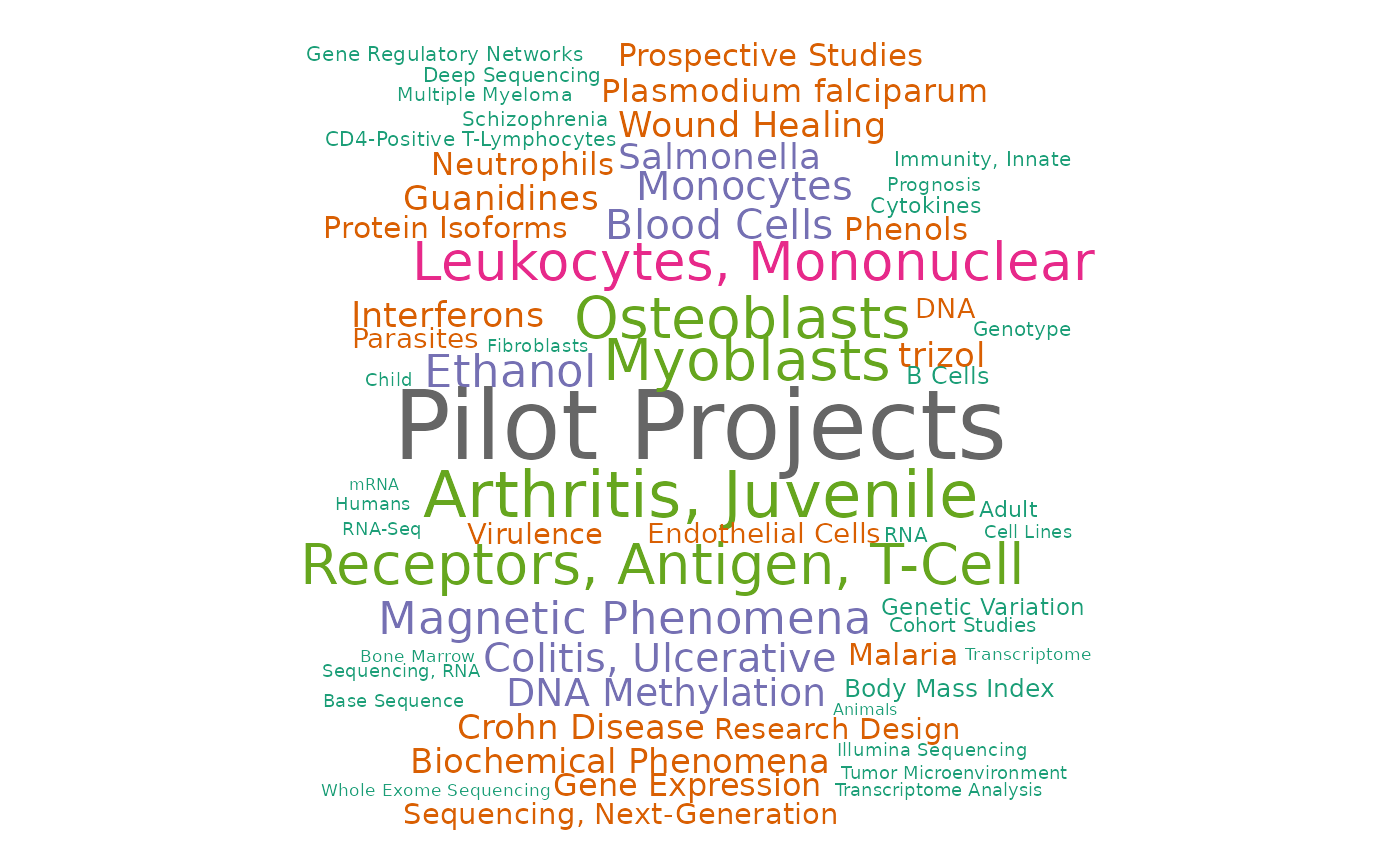 Gene Regulatory Networks
Prospective Studies
Deep Sequencing
Multiple Myeloma
Plasmodium falciparum
Schizophrenia
Wound Healing
CD4-Positive T-Lymphocytes
Salmonella
Immunity, Innate
Neutrophils
Monocytes
Prognosis
Guanidines
Cytokines
Protein Isoforms
Blood Cells
Phenols
Leukocytes, Mononuclear
Interferons
Osteoblasts
DNA
Genotype
Parasites
Fibroblasts
Myoblasts
trizol
Child
Ethanol
B Cells
Pilot Projects
mRNA
Arthritis, Juvenile
Humans
Adult
RNA-Seq
Virulence
Endothelial Cells
RNA
Cell Lines
Receptors, Antigen, T-Cell
Magnetic Phenomena
Genetic Variation
Cohort Studies
Bone Marrow
Colitis, Ulcerative
Malaria
Transcriptome
Sequencing, RNA
DNA Methylation
Body Mass Index
Base Sequence
Animals
Crohn Disease
Research Design
Illumina Sequencing
Biochemical Phenomena
Tumor Microenvironment
Whole Exome Sequencing
Gene Expression
Transcriptome Analysis
Sequencing, Next-Generation